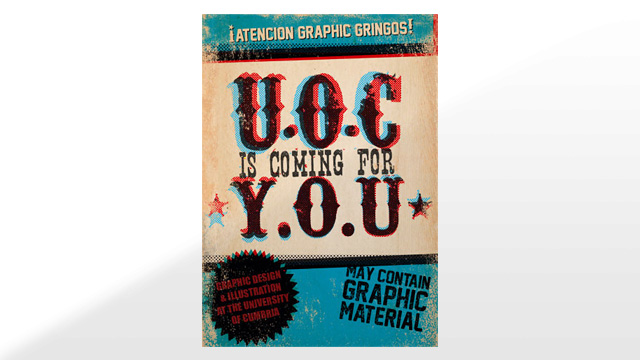 ¡ATENCION GRAPHIC GRINGOS!
U.O.C
IS COMING FOR
Y.O.U
GRAPHIC DESIGN
& ILLUSTRATION
AT THE UNIVERSITY
OF CUMBRIA
MAY CONTAIN
GRAPHIC
MATERIAL